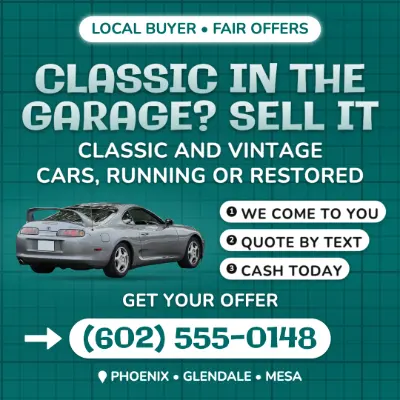 LOCAL BUYER • FAIR OFFERS
CLASSIC IN THE
GARAGE? SELL IT
CLASSIC AND VINTAGE
CARS, RUNNING OR RESTORED
1 WE COME TO YOU
2 QUOTE BY TEXT
3 CASH TODAY
GET YOUR OFFER
(602) 555-0148
PHOENIX • GLENDALE • MESA